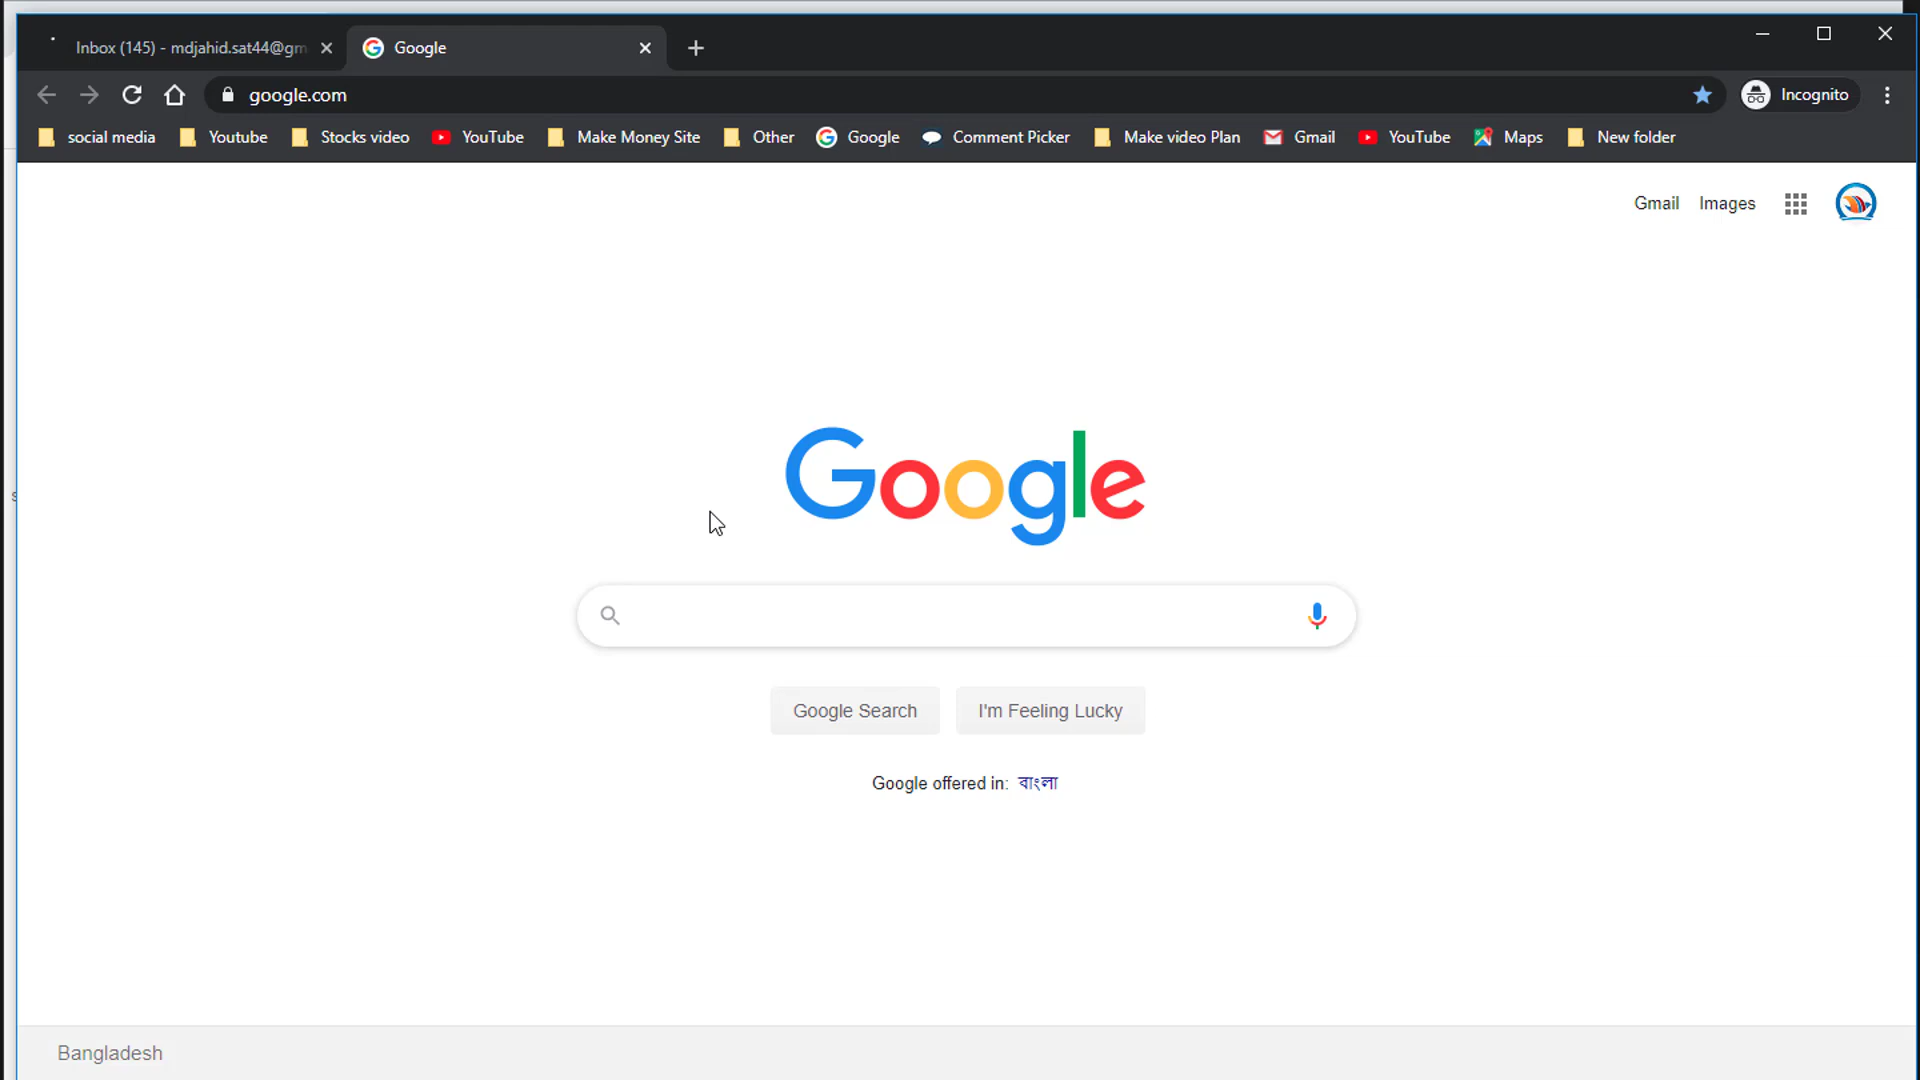 Inbox (145) - mdjahid.sat44@gm
Google
google.com
Incognito
social media
Youtube
Stocks video
YouTube
Make Money Site
Other
Google
Comment Picker
Make video Plan
Gmail
YouTube
Maps
New folder
Gmail
Images
Google
Google Search
I'm Feeling Lucky
Google offered in: বাংলা
Bangladesh